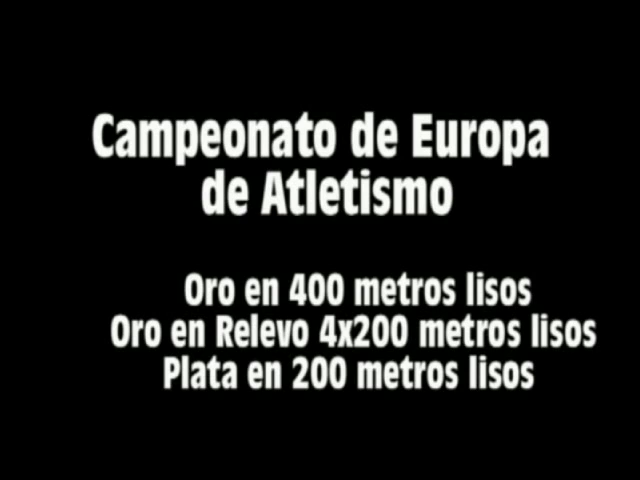 Campeonato de Europa
de Atletismo
Oro en 400 metros lisos
Oro en Relevo 4x200 metros lisos
Plata en 200 metros lisos